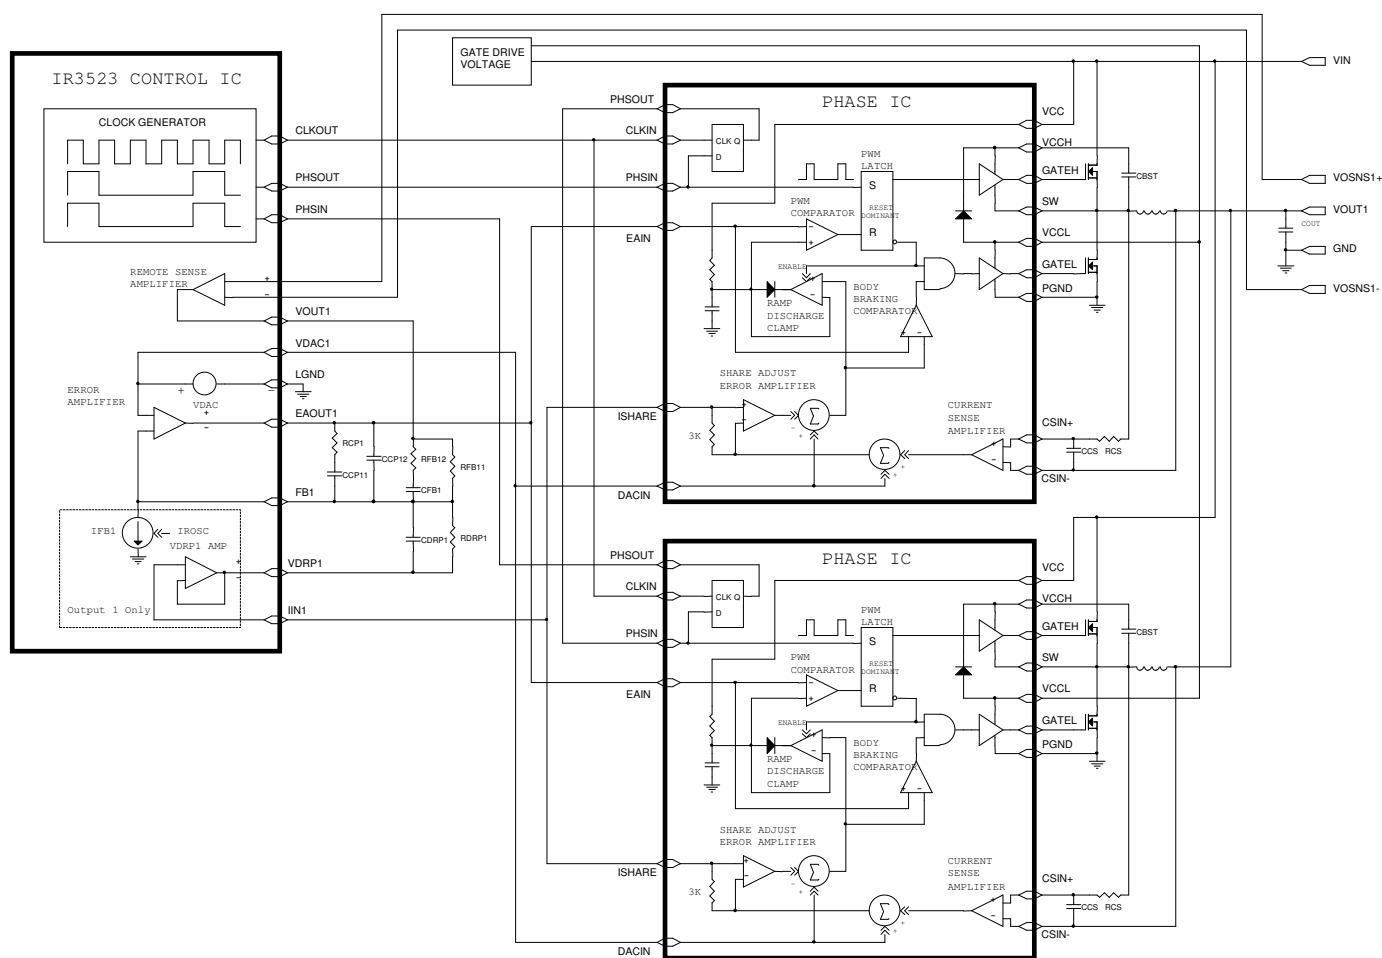 IR3523 CONTROL IC
CLOCK GENERATOR
CLKOUT
PHSOUT
PHSIN
REMOTE SENSE
AMPLIFIER
+
−
VOUT1
VDAC1
LGND
+
VDAC
−
ERROR
AMPLIFIER
+
−
EAOUT1
RCP1
CCP11
CCP12
RFB12
RFB11
CFB1
FB1
IFB1
IROSC
VDRP1 AMP
+
−
CDRP1
RDRP1
VDRP1
Output 1 Only
IIN1
GATE DRIVE
VOLTAGE
PHASE IC
PHSOUT
CLKIN
PHSIN
EAIN
ISHARE
DACIN
CLK Q
D
PWM
LATCH
S
RESET
DOMINANT
R
PWM
COMPARATOR
−
+
ENABLE
+
−
RAMP
DISCHARGE
CLAMP
BODY
BRAKING
COMPARATOR
+
−
SHARE ADJUST
ERROR AMPLIFIER
+
−
3K
Σ
−
+
CURRENT
SENSE
AMPLIFIER
Σ
+
+
+
−
VCC
VCCH
GATEH
SW
VCCL
GATEL
PGND
CSIN+
CSIN-
CBST
CCS
RCS
VIN
VOSNS1+
VOUT1
COUT
GND
VOSNS1-
PHASE IC
PHSOUT
CLKIN
PHSIN
EAIN
ISHARE
DACIN
CLK Q
D
PWM
LATCH
S
RESET
DOMINANT
R
PWM
COMPARATOR
−
+
ENABLE
+
−
RAMP
DISCHARGE
CLAMP
BODY
BRAKING
COMPARATOR
+
−
SHARE ADJUST
ERROR AMPLIFIER
+
−
3K
Σ
−
+
CURRENT
SENSE
AMPLIFIER
Σ
+
+
+
−
VCC
VCCH
GATEH
SW
VCCL
GATEL
PGND
CSIN+
CSIN-
CBST
CCS
RCS